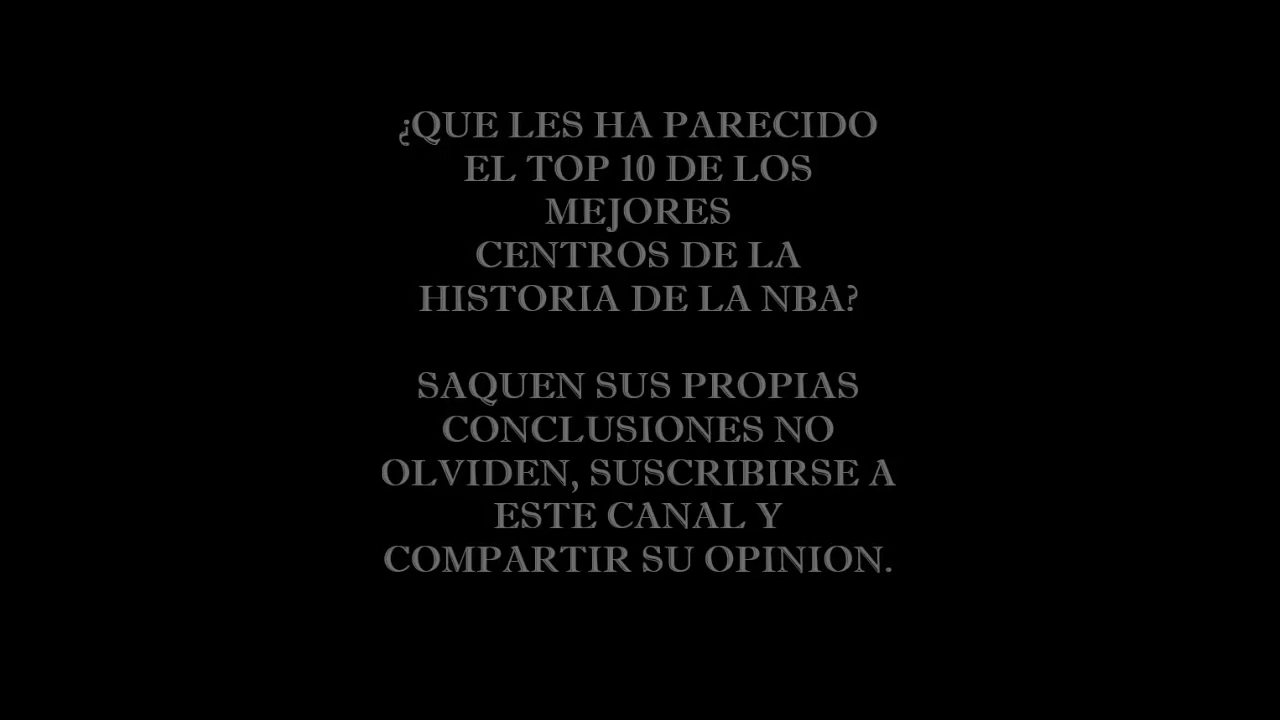 ¿QUE LES HA PARECIDO
EL TOP 10 DE LOS
MEJORES
CENTROS DE LA
HISTORIA DE LA NBA?
SAQUEN SUS PROPIAS
CONCLUSIONES NO
OLVIDEN, SUSCRIBIRSE A
ESTE CANAL Y
COMPARTIR SU OPINION.